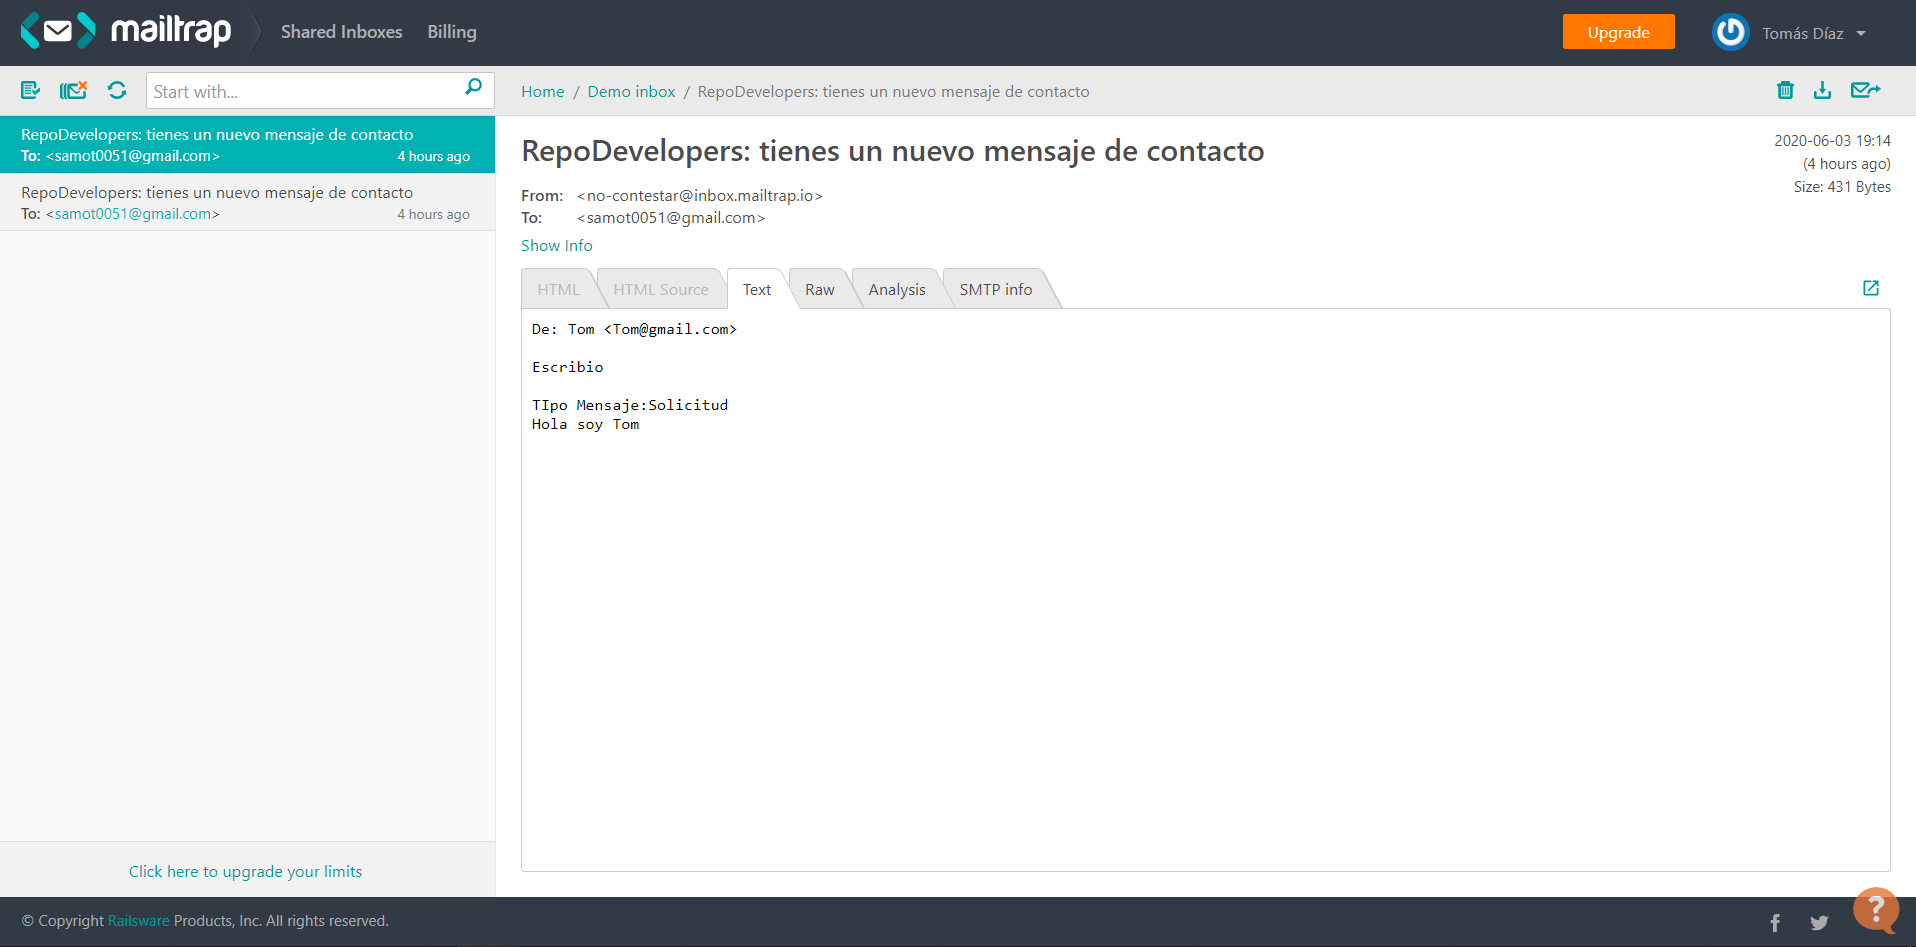 mailtrap Shared Inboxes Billing Upgrade Tomás Díaz
Start with...
Home / Demo inbox / RepoDevelopers: tienes un nuevo mensaje de contacto
RepoDevelopers: tienes un nuevo mensaje de contacto
To: <samot0051@gmail.com> 4 hours ago
RepoDevelopers: tienes un nuevo mensaje de contacto
To: <samot0051@gmail.com> 4 hours ago
Click here to upgrade your limits
RepoDevelopers: tienes un nuevo mensaje de contacto
2020-06-03 19:14
(4 hours ago)
Size: 431 Bytes
From: <no-contestar@inbox.mailtrap.io>
To: <samot0051@gmail.com>
Show Info
HTML HTML Source Text Raw Analysis SMTP info
De: Tom <Tom@gmail.com>
Escribio
TIpo Mensaje:Solicitud
Hola soy Tom
© Copyright Railsware Products, Inc. All rights reserved.
?